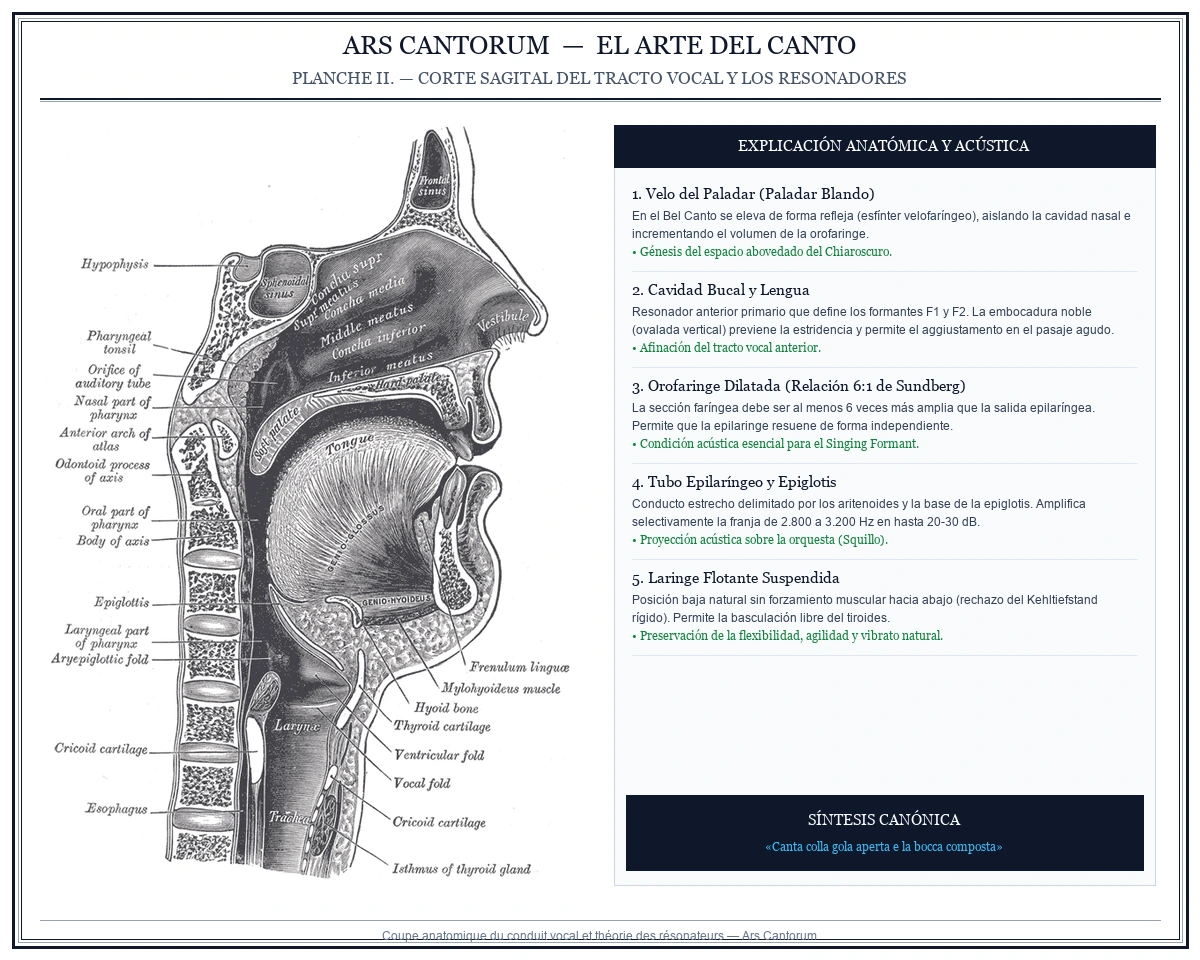 ARS CANTORUM — EL ARTE DEL CANTO
PLANCHE II. — CORTE SAGITAL DEL TRACTO VOCAL Y LOS RESONADORES
Frontal
sinus
Hypophysis
Sphenoidal
sinus
Concha supr
Supr meatus
Concha media
Middle meatus
Concha inferior
Inferior meatus
Vestibule
Pharyngeal
tonsil
Orifice of
auditory tube
Nasal part of
pharynx
Anterior arch of
atlas
Odontoid process
of axis
Oral part of
pharynx
Body of axis
Epiglottis
Laryngeal part
of pharynx
Aryepiglottic fold
Cricoid cartilage
Esophagus
Hard palate
Soft palate
Tongue
GENIO-GLOSSUS
GENIO-HYOIDEUS
Larynx
Trachea
Frenulum linguæ
Mylohyoideus muscle
Hyoid bone
Thyroid cartilage
Ventricular fold
Vocal fold
Cricoid cartilage
Isthmus of thyroid gland
EXPLICACIÓN ANATÓMICA Y ACÚSTICA
1. Velo del Paladar (Paladar Blando)
En el Bel Canto se eleva de forma refleja (esfínter velofaríngeo), aislando la cavidad nasal e
incrementando el volumen de la orofaringe.
• Génesis del espacio abovedado del Chiaroscuro.
2. Cavidad Bucal y Lengua
Resonador anterior primario que define los formantes F1 y F2. La embocadura noble
(ovalada vertical) previene la estridencia y permite el aggiustamento en el pasaje agudo.
• Afinación del tracto vocal anterior.
3. Orofaringe Dilatada (Relación 6:1 de Sundberg)
La sección faríngea debe ser al menos 6 veces más amplia que la salida epilaríngea.
Permite que la epilaringe resuene de forma independiente.
• Condición acústica esencial para el Singing Formant.
4. Tubo Epilaríngeo y Epiglotis
Conducto estrecho delimitado por los aritenoides y la base de la epiglotis. Amplifica
selectivamente la franja de 2.800 a 3.200 Hz en hasta 20-30 dB.
• Proyección acústica sobre la orquesta (Squillo).
5. Laringe Flotante Suspendida
Posición baja natural sin forzamiento muscular hacia abajo (rechazo del Kehltiefstand
rígido). Permite la basculación libre del tiroides.
• Preservación de la flexibilidad, agilidad y vibrato natural.
SÍNTESIS CANÓNICA
«Canta colla gola aperta e la bocca composta»
Coupe anatomique du conduit vocal et théorie des résonateurs — Ars Cantorum